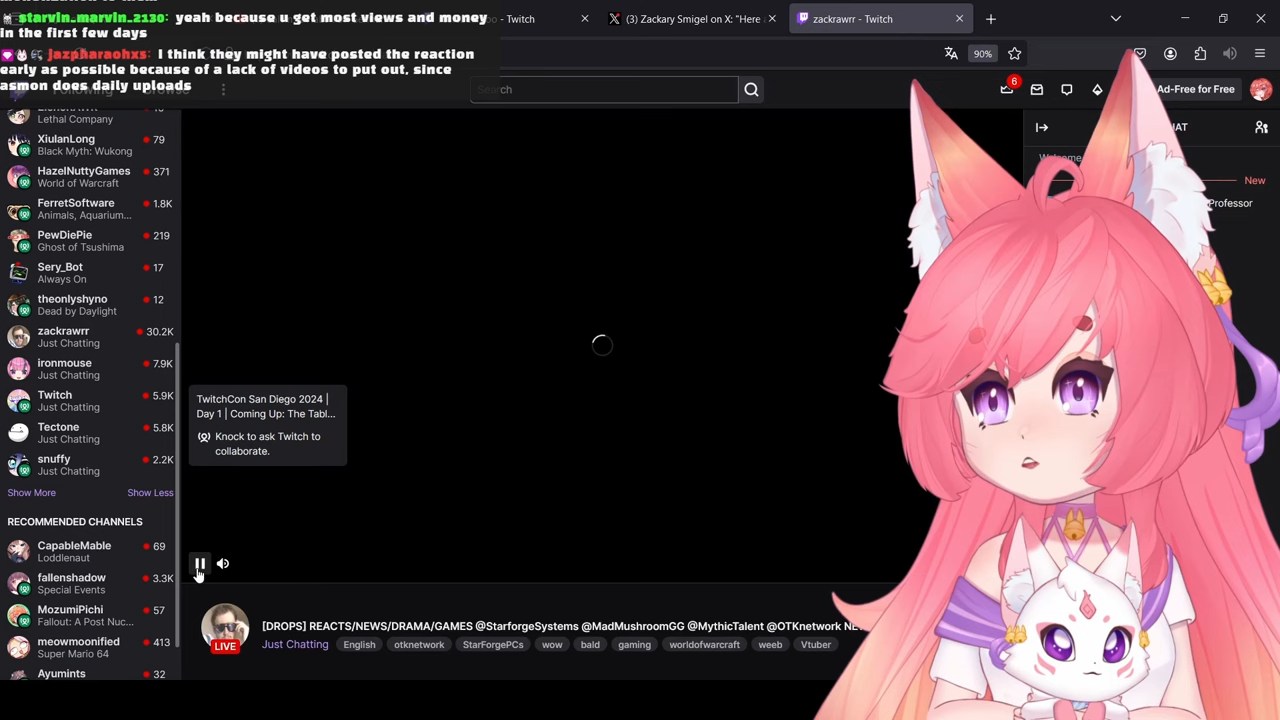 starvin_marvin_2130: yeah because u get most views and money
in the first few days
jazpharaohxs: I think they might have posted the reaction
early as possible because of a lack of videos to put out, since
asmon does daily uploads
- Twitch
(3) Zackary Smigel on X: "Here
zackrawrr - Twitch
90%
Search
6
Ad-Free for Free
Lethal Company
XiulanLong
79
Black Myth: Wukong
HazelNuttyGames
371
World of Warcraft
FerretSoftware
1.8K
Animals, Aquarium...
PewDiePie
219
Ghost of Tsushima
Sery_Bot
17
Always On
theonlyshyno
12
Dead by Daylight
zackrawrr
30.2K
Just Chatting
ironmouse
7.9K
Just Chatting
Twitch
5.9K
Just Chatting
Tectone
5.8K
Just Chatting
snuffy
2.2K
Just Chatting
Show More
Show Less
RECOMMENDED CHANNELS
CapableMable
69
Loddlenaut
fallenshadow
3.3K
Special Events
MozumiPichi
57
Fallout: A Post Nuc...
meowmoonified
413
Super Mario 64
Ayumints
32
TwitchCon San Diego 2024 |
Day 1 | Coming Up: The Tabl...
Knock to ask Twitch to
collaborate.
LIVE
[DROPS] REACTS/NEWS/DRAMA/GAMES @StarforgeSystems @MadMushroomGG @MythicTalent @OTKnetwork
Just Chatting
English
otknetwork
StarForgePCs
wow
bald
gaming
worldofwarcraft
weeb
Vtuber
New
Professor